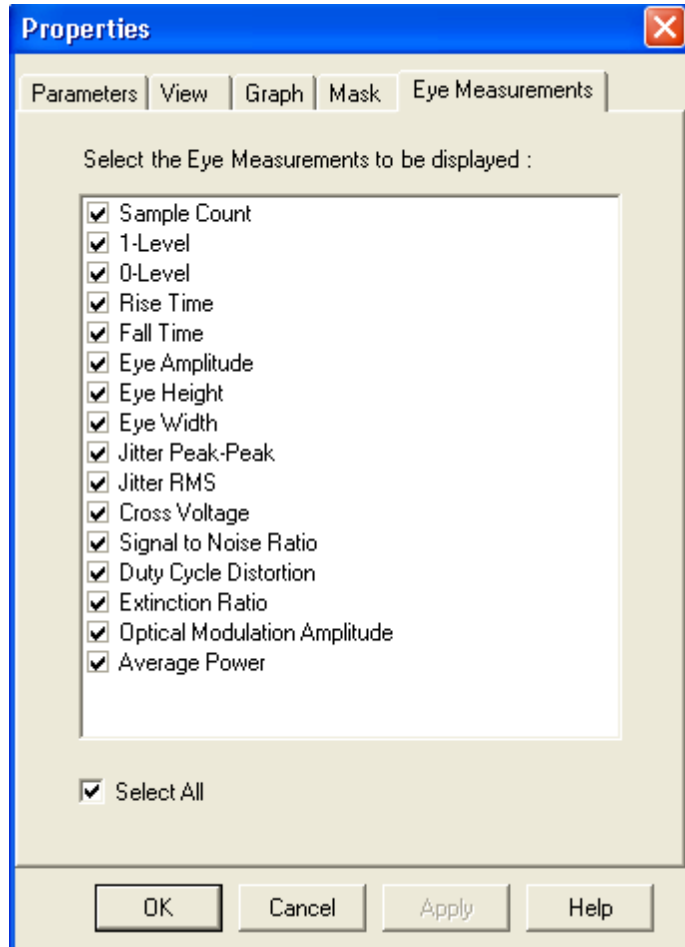 Properties
Parameters View Graph Mask Eye Measurements
Select the Eye Measurements to be displayed :
Sample Count
1-Level
0-Level
Rise Time
Fall Time
Eye Amplitude
Eye Height
Eye Width
Jitter Peak-Peak
Jitter RMS
Cross Voltage
Signal to Noise Ratio
Duty Cycle Distortion
Extinction Ratio
Optical Modulation Amplitude
Average Power
Select All
OK Cancel Apply Help